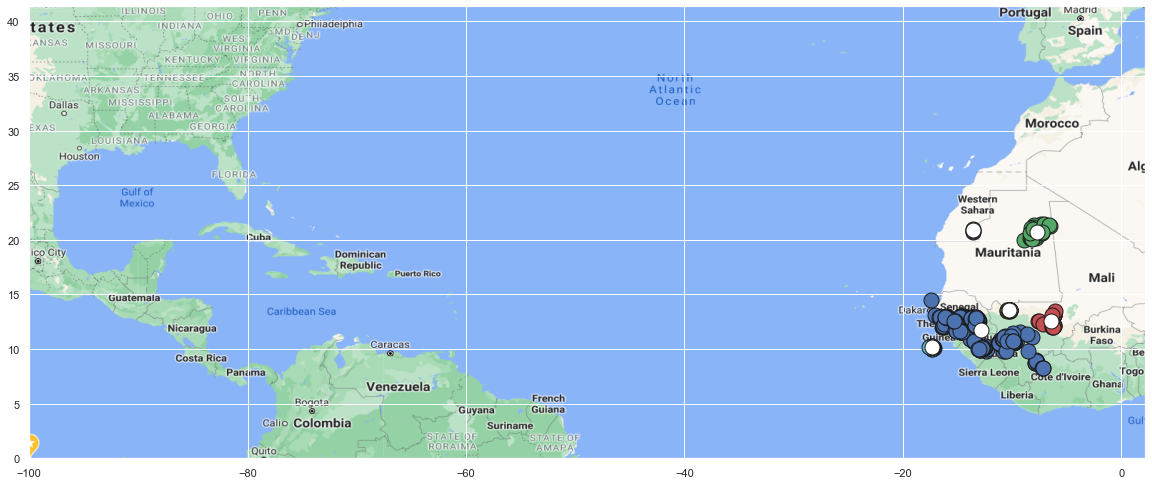 ILLINOIS
OHIO
PENN
Philadelphia
Portugal
Madrid
40
tates
INDIANA
MD
DE
NJ
Spain
KANSAS
MISSOURI
WEST
VIRGINIA
KENTUCKY
VIRGINIA
35
OKLAHOMA
TENNESSEE
NORTH
CAROLINA
North
Atlantic
Ocean
ARKANSAS
SOUTH
CAROLINA
Dallas
MISSISSIPPI
ALABAMA
GEORGIA
Morocco
30
EXAS
LOUISIANA
Houston
Alg
25
FLORIDA
Gulf of
Mexico
Western
Sahara
20
Cuba
ico City
Dominican
Republic
Puerto Rico
Mauritania
Mali
15
Guatemala
Caribbean Sea
Dakar
Senegal
The
Nicaragua
Burkina
Faso
10
Costa Rica
Caracas
Panama
Sierra Leone
Côte d'Ivoire
Togo
Be
Venezuela
Ghana
Liberia
5
Bogota
Guyana
French
Guiana
Cali
Colombia
Suriname
Gulf
STATE OF
RORAIMA
STATE OF
AMAPA
Quito
0
−100
−80
−60
−40
−20
0